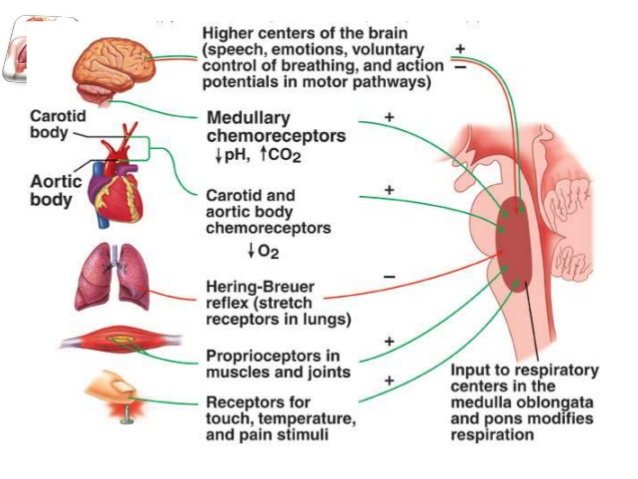 Higher centers of the brain
(speech, emotions, voluntary
control of breathing, and action
potentials in motor pathways)
+
−
Carotid
body
Medullary
chemoreceptors
↓pH, ↑CO2
+
Aortic
body
Carotid and
aortic body
chemoreceptors
↓O2
+
Hering-Breuer
reflex (stretch
receptors in lungs)
−
Proprioceptors in
muscles and joints
+
Receptors for
touch, temperature,
and pain stimuli
+
Input to respiratory
centers in the
medulla oblongata
and pons modifies
respiration